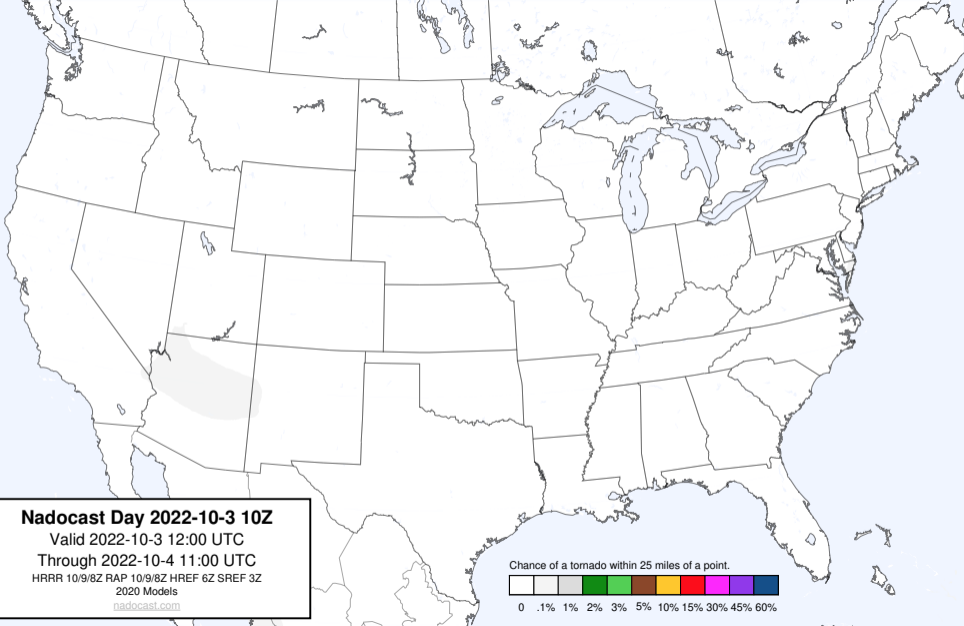 Nadocast Day 2022-10-3 10Z
Valid 2022-10-3 12:00 UTC
Through 2022-10-4 11:00 UTC
HRRR 10/9/8Z RAP 10/9/8Z HREF 6Z SREF 3Z
2020 Models
nadocast.com
Chance of a tornado within 25 miles of a point.
0 .1% 1% 2% 3% 5% 10% 15% 30% 45% 60%